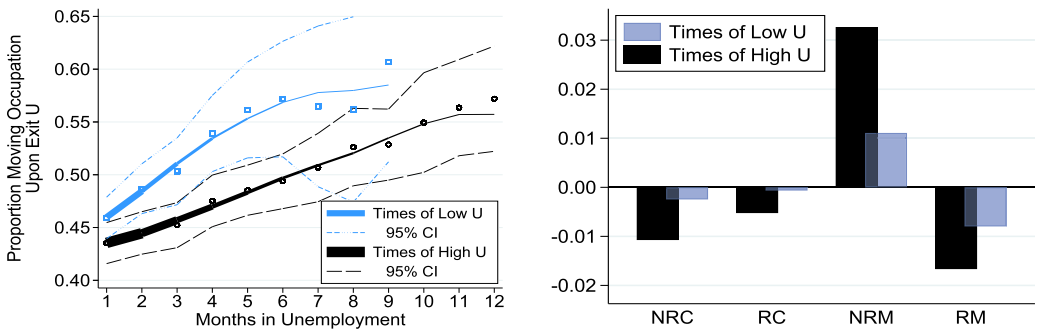 Proportion Moving Occupation
Upon Exit U
0.65
0.60
0.55
0.50
0.45
0.40
Times of Low U
95% CI
Times of High U
95% CI
1 2 3 4 5 6 7 8 9 10 11 12
Months in Unemployment
Times of Low U
Times of High U
0.03
0.02
0.01
0.00
-0.01
-0.02
NRC RC NRM RM